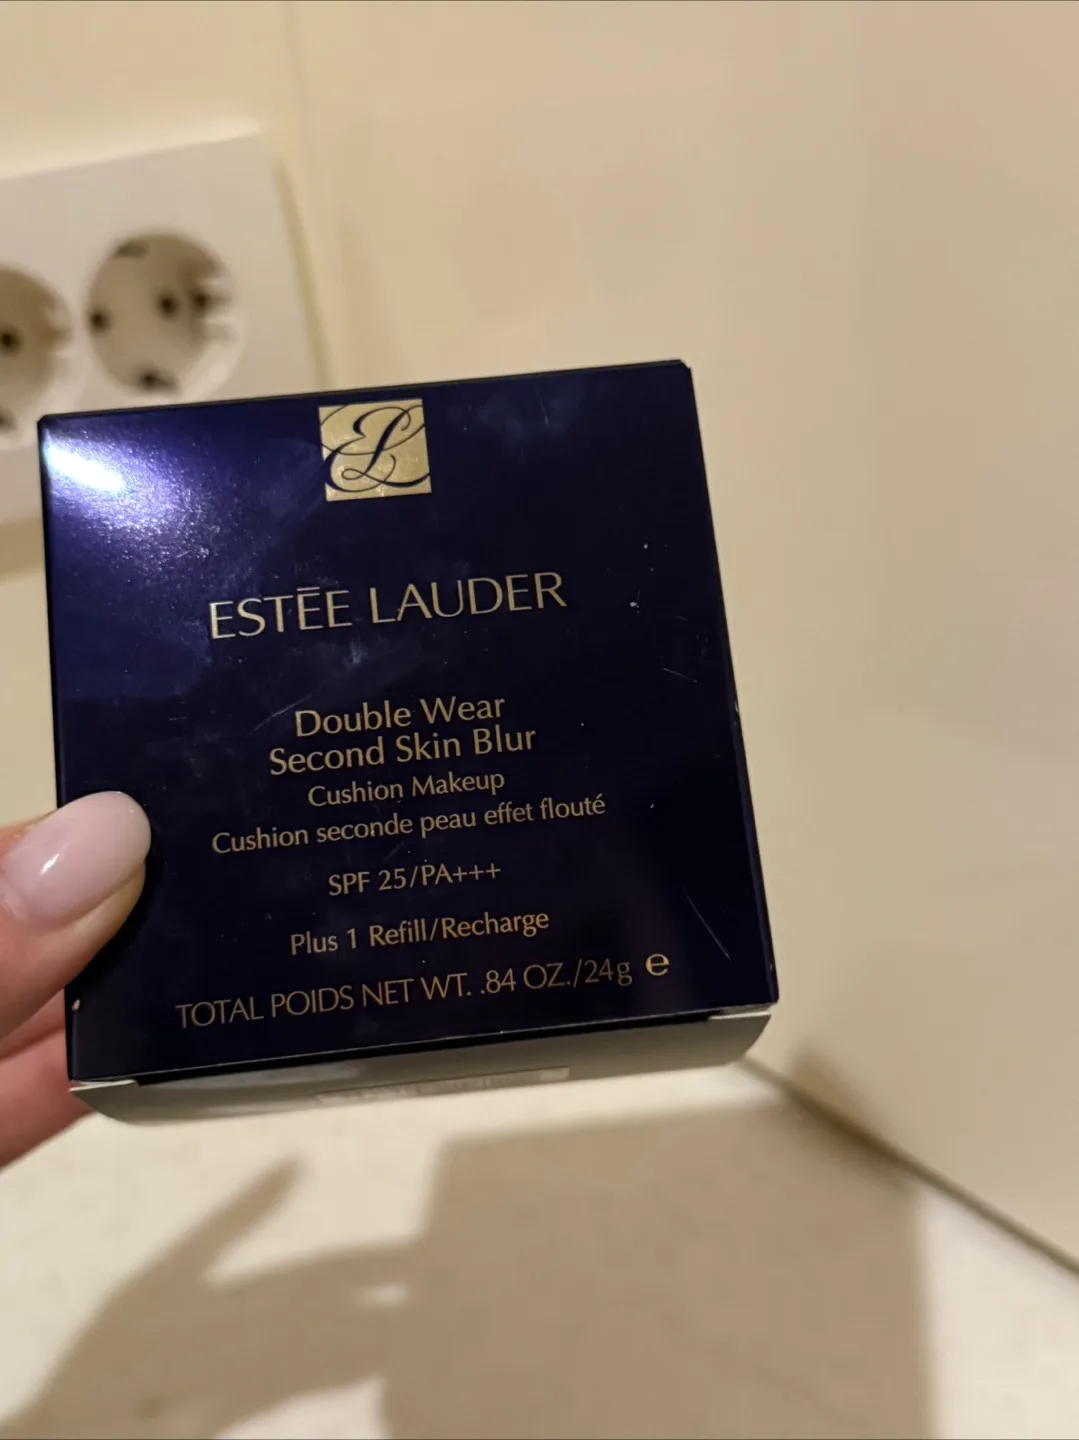 EL
ESTĒE LAUDER
Double Wear
Second Skin Blur
Cushion Makeup
Cushion seconde peau effet flouté
SPF 25/PA+++
Plus 1 Refill/Recharge
TOTAL POIDS NET WT. .84 OZ./24g ℮